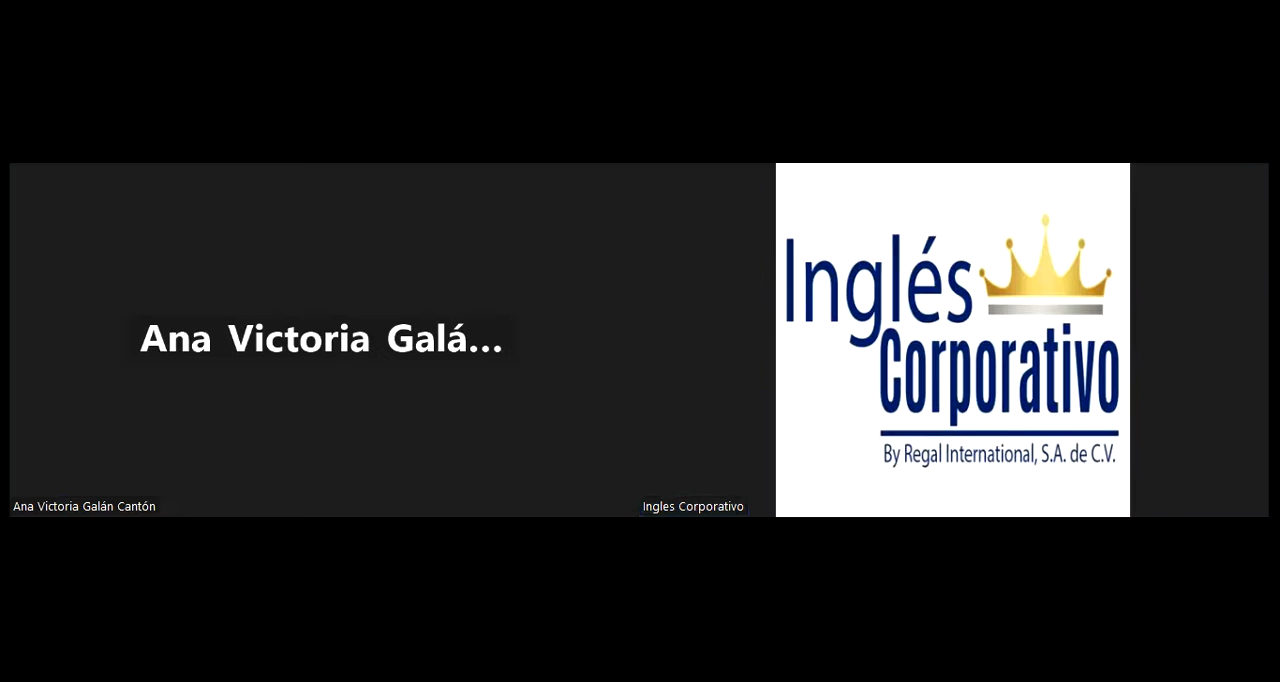 Ana Victoria Galá...
Ana Victoria Galán Cantón
Inglés
Corporativo
By Regal International, S.A. de C.V.
Ingles Corporativo